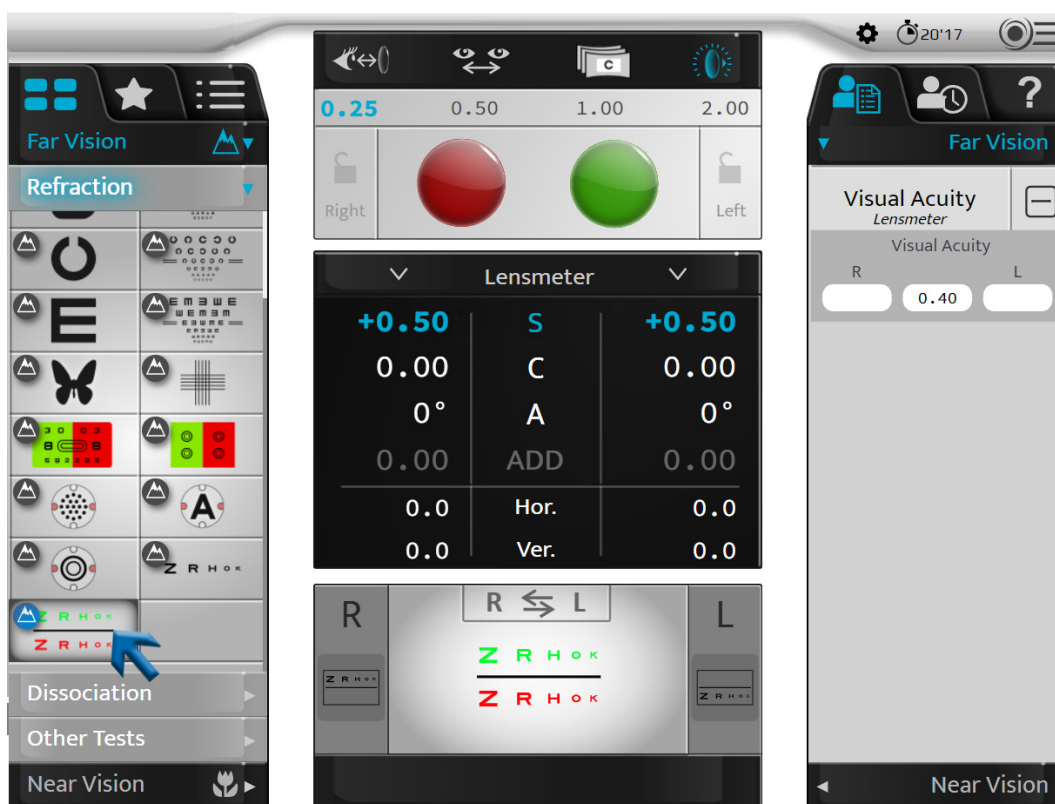 20'17
Far Vision
Refraction
Z R H O K
Z R H O K
Z R H O K
Dissociation
Other Tests
Near Vision
C
0.25 0.50 1.00 2.00
Right Left
Lensmeter
+0.50 S +0.50
0.00 C 0.00
0° A 0°
0.00 ADD 0.00
0.0 Hor. 0.0
0.0 Ver. 0.0
R R L L
Z R H O K
Z R H O K
Z R H O K
Z R H O K
?
Far Vision
Visual Acuity
Lensmeter
Visual Acuity
R L
0.40
Near Vision